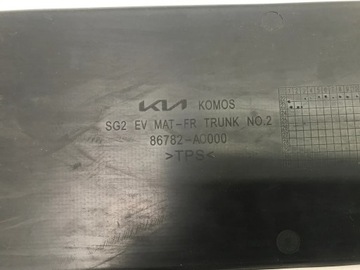 KIA KOMOS
SG2 EV MAT-FR TRUNK NO.2
86782-AO000
>TPS<